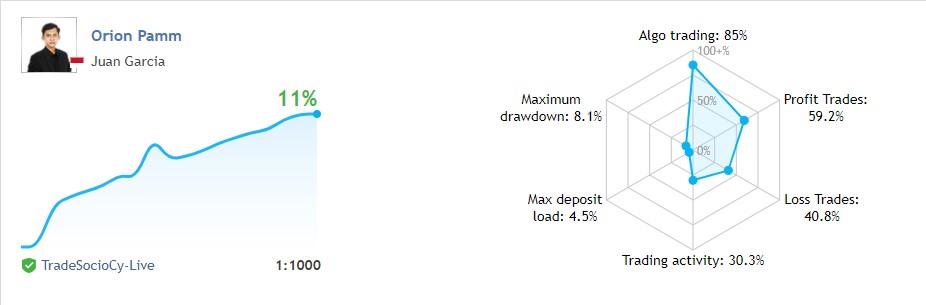 Orion Pamm
Juan Garcia
11%
TradeSocioCy-Live
1:1000
Algo trading: 85%
100+%
Maximum
drawdown: 8.1%
50%
Profit Trades:
59.2%
0%
Max deposit
load: 4.5%
Loss Trades:
40.8%
Trading activity: 30.3%